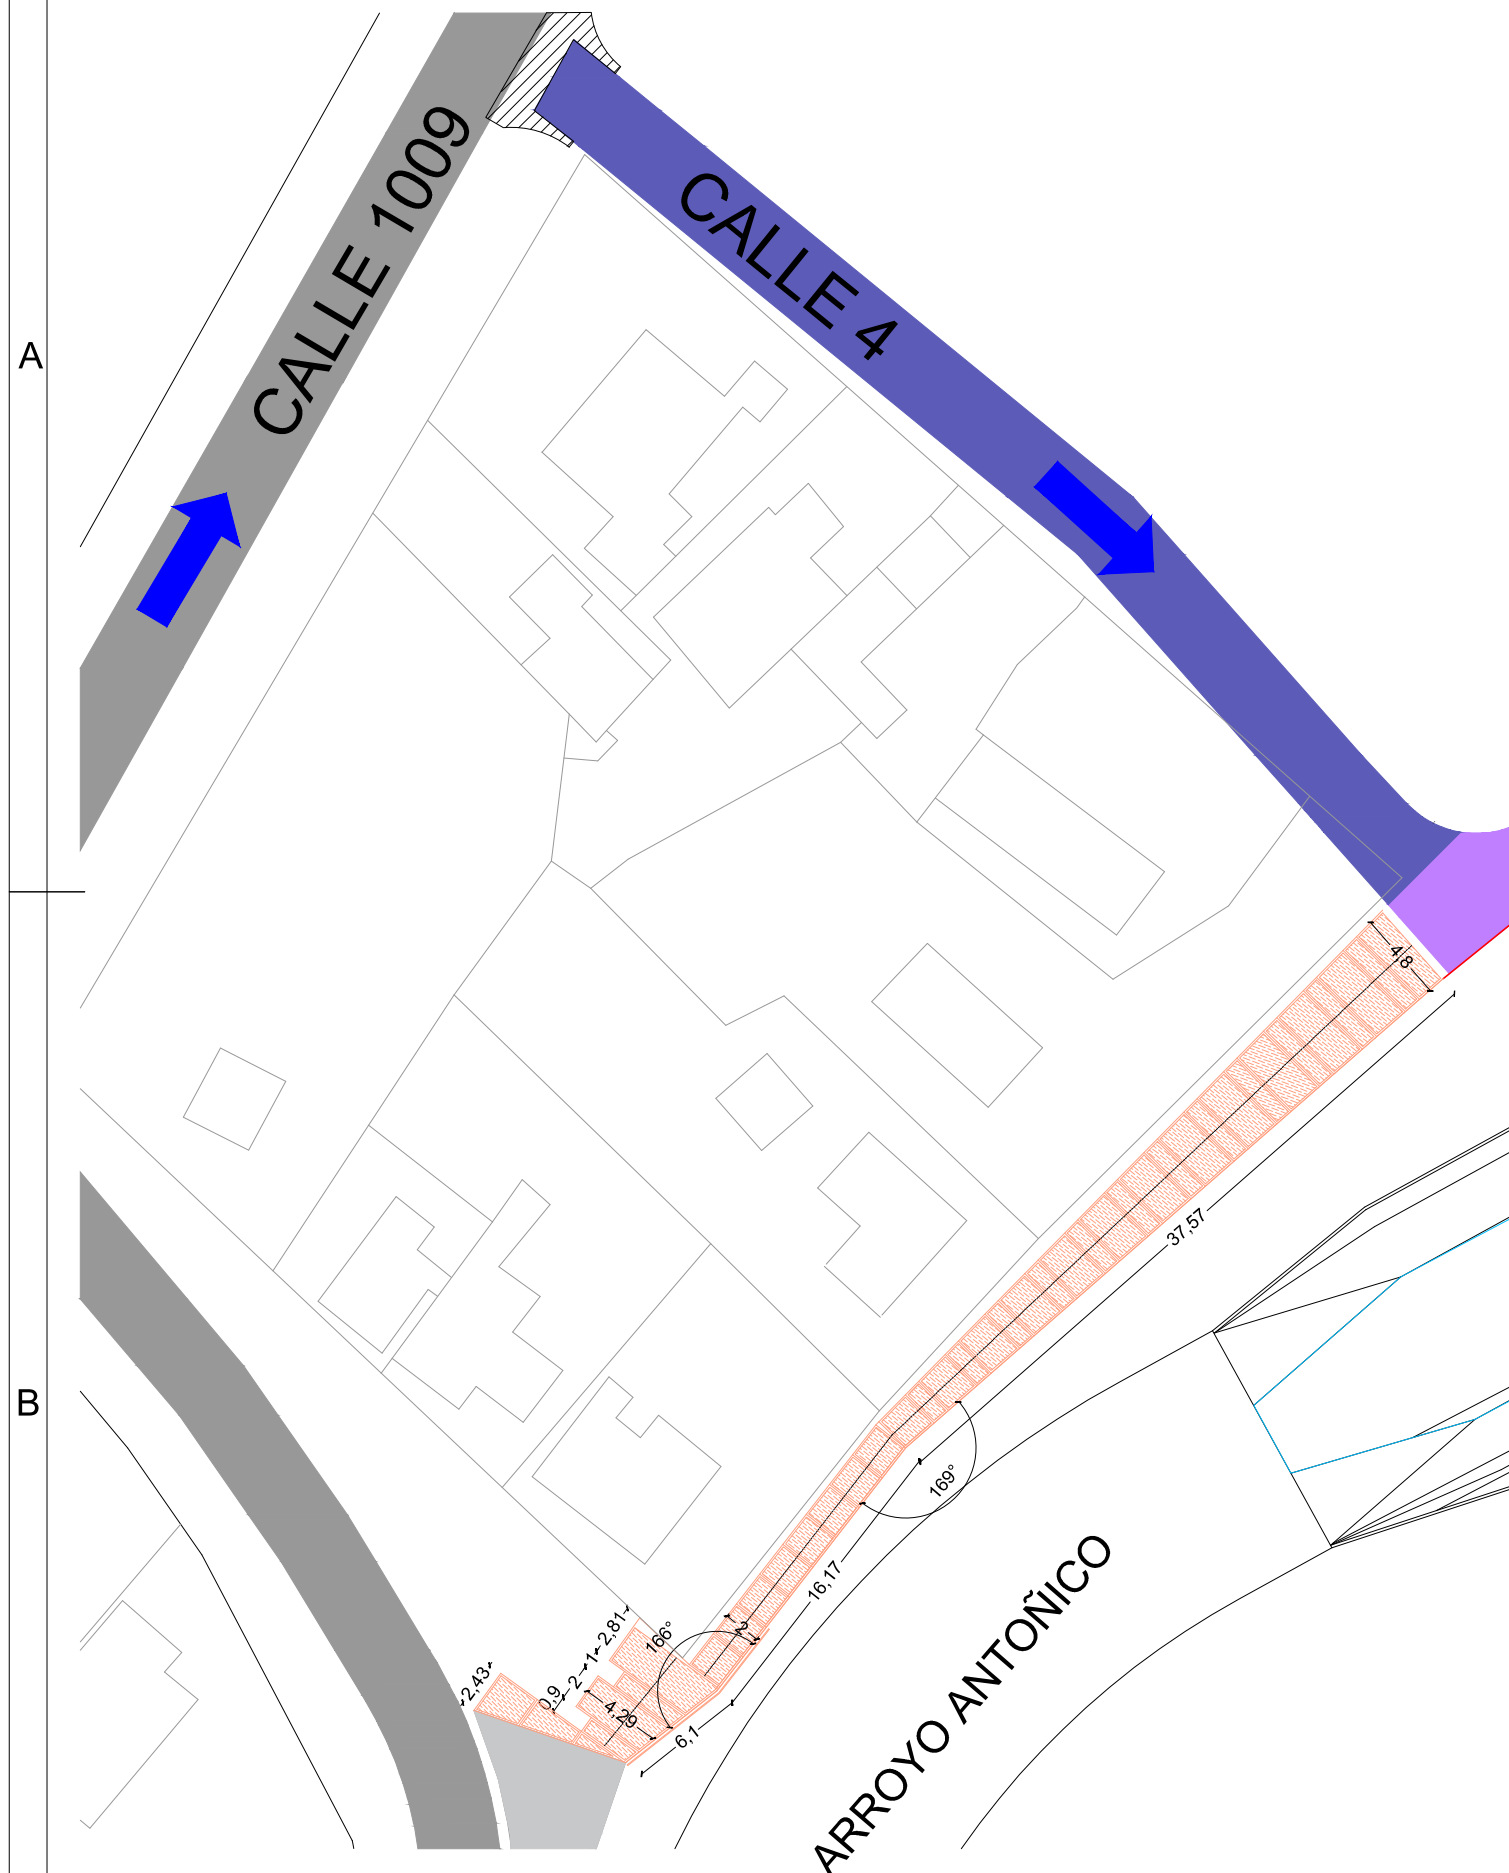 CALLE 1009
CALLE 4
A
4,8
37,57
B
169°
16,17
2
166°
2,81
1
2
0,9
2,43
4,29
6,1
ARROYO ANTOÑICO